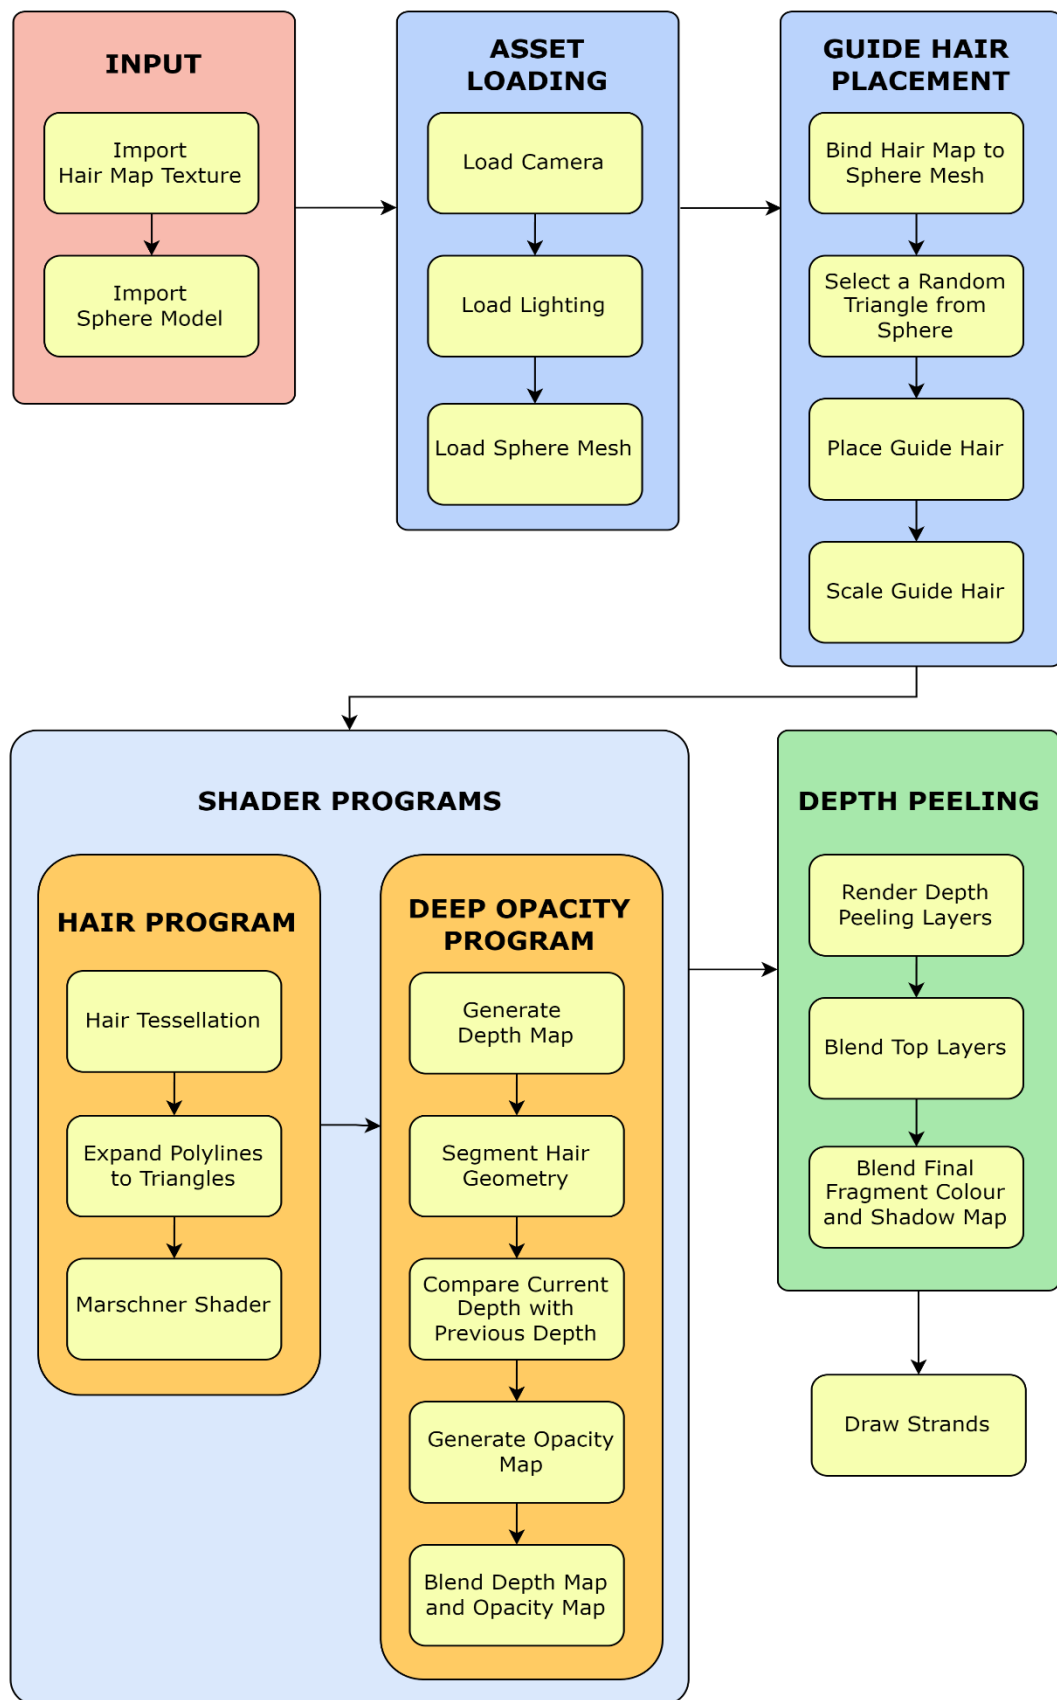 INPUT
Import
Hair Map Texture
Import
Sphere Model
ASSET
LOADING
Load Camera
Load Lighting
Load Sphere Mesh
GUIDE HAIR
PLACEMENT
Bind Hair Map to
Sphere Mesh
Select a Random
Triangle from
Sphere
Place Guide Hair
Scale Guide Hair
SHADER PROGRAMS
HAIR PROGRAM
Hair Tessellation
Expand Polylines
to Triangles
Marschner Shader
DEEP OPACITY
PROGRAM
Generate
Depth Map
Segment Hair
Geometry
Compare Current
Depth with
Previous Depth
Generate Opacity
Map
Blend Depth Map
and Opacity Map
DEPTH PEELING
Render Depth
Peeling Layers
Blend Top Layers
Blend Final
Fragment Colour
and Shadow Map
Draw Strands